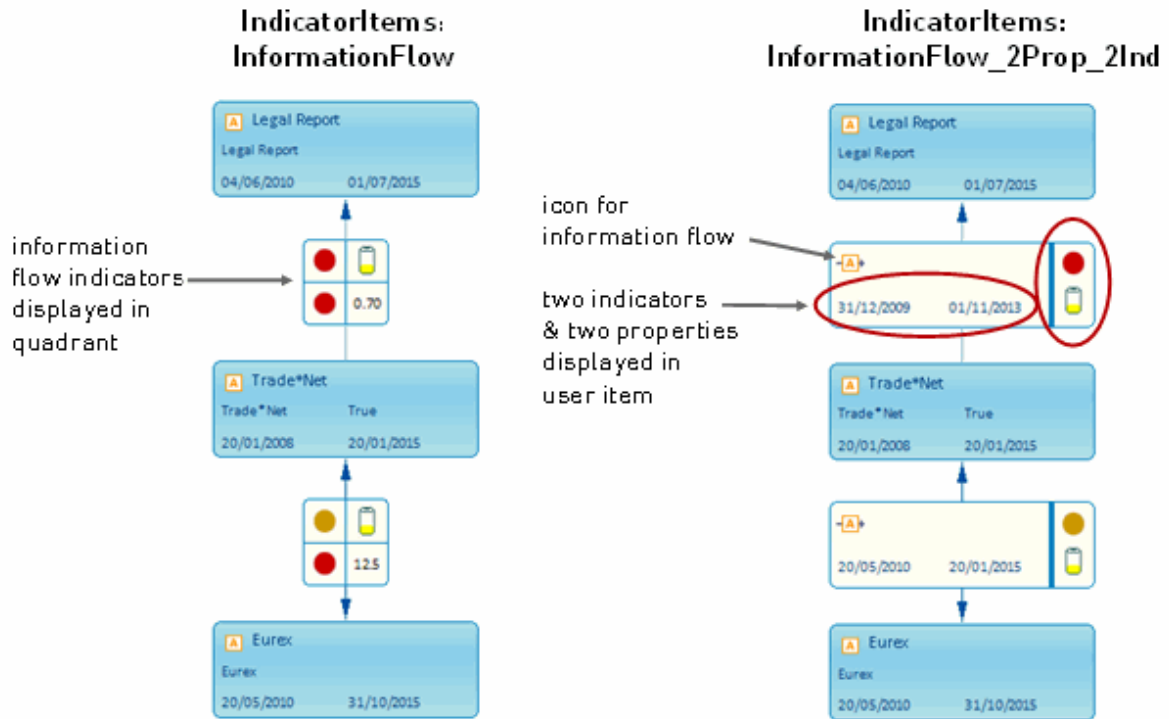 IndicatorItems:
InformationFlow
A Legal Report
Legal Report
04/06/2010 01/07/2015
information
flow indicators
displayed in
quadrant
0.70
A Trade*Net
Trade*Net True
20/01/2008 20/01/2015
12.5
A Eurex
Eurex
20/05/2010 31/10/2015
IndicatorItems:
InformationFlow_2Prop_2Ind
A Legal Report
Legal Report
04/06/2010 01/07/2015
icon for
information flow
-A+
two indicators
& two properties
displayed in
user item
31/12/2009 01/11/2013
A Trade*Net
Trade*Net True
20/01/2008 20/01/2015
-A+
20/05/2010 20/01/2015
A Eurex
Eurex
20/05/2010 31/10/2015